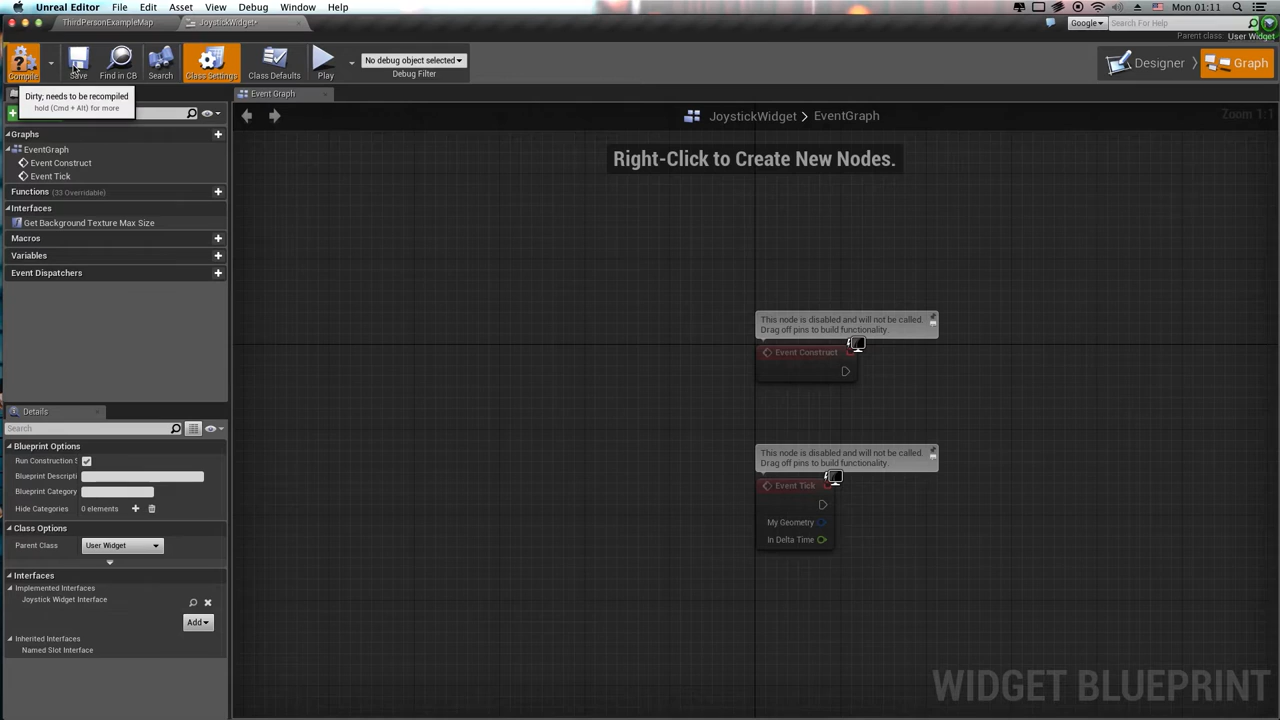 Unreal Editor File Edit Asset View Debug Window Help Mon 01:11
ThirdPersonExampleMap JoystickWidget* Google Search For Help
Parent class: User Widget
Compile Save Find in CB Search Class Settings Class Defaults Play No debug object selected Debug Filter Designer Graph
Dirty; needs to be recompiled
hold (Cmd + Alt) for more
Event Graph
JoystickWidget > EventGraph
Zoom 1:1
Right-Click to Create New Nodes.
Graphs
EventGraph
Event Construct
Event Tick
Functions (33 Overridable)
Interfaces
Get Background Texture Max Size
Macros
Variables
Event Dispatchers
This node is disabled and will not be called.
Drag off pins to build functionality.
Event Construct
This node is disabled and will not be called.
Drag off pins to build functionality.
Event Tick
My Geometry
In Delta Time
Details
Search
Blueprint Options
Run Construction S
Blueprint Descripti
Blueprint Category
Hide Categories 0 elements
Class Options
Parent Class User Widget
Interfaces
Implemented Interfaces
Joystick Widget Interface
Add
Inherited Interfaces
Named Slot Interface
WIDGET BLUEPRINT